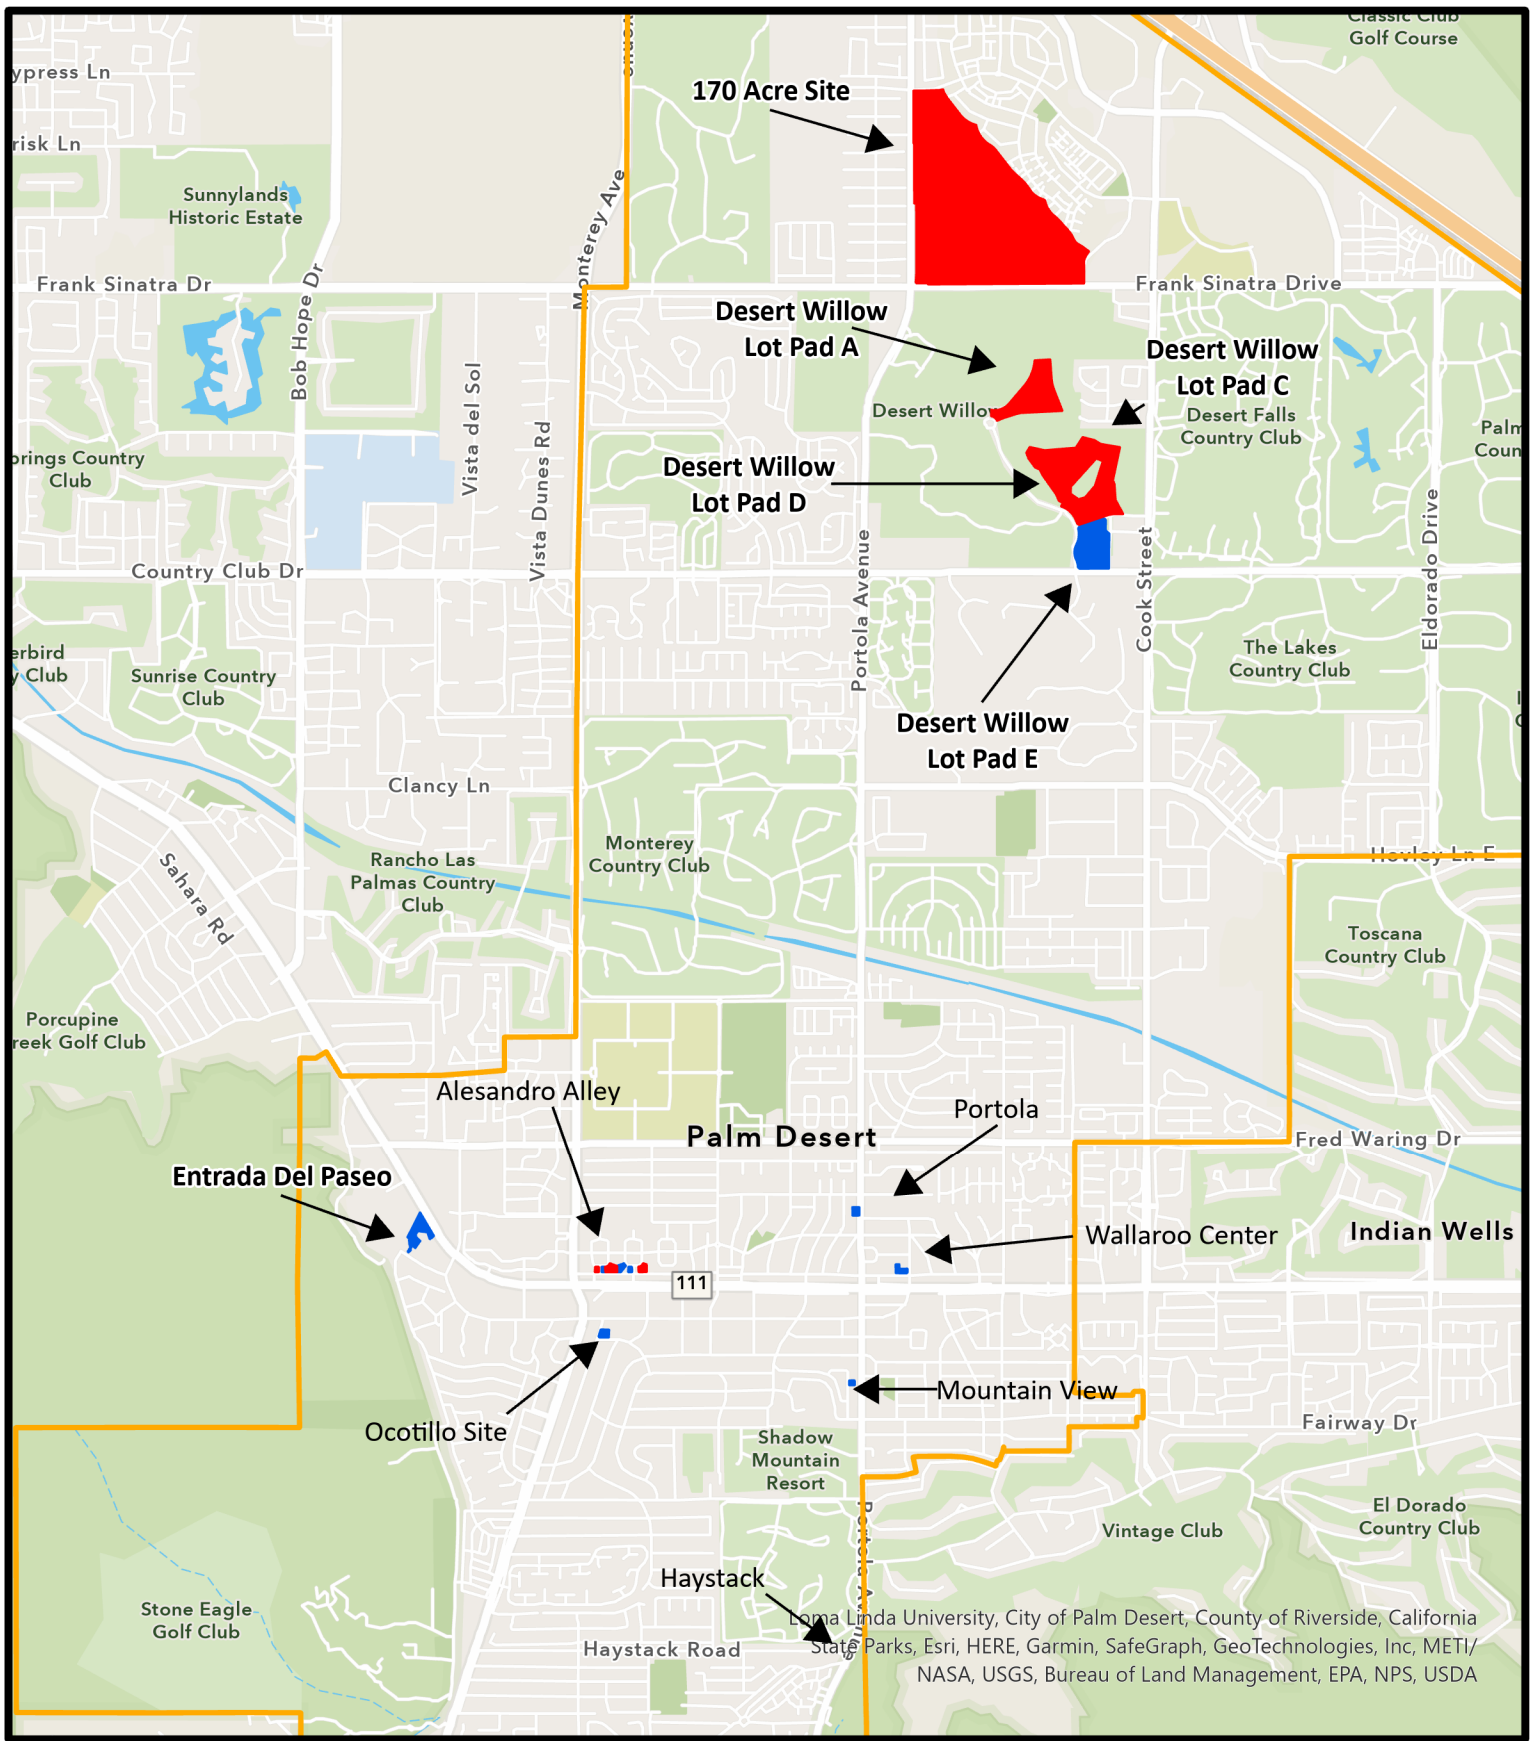 Classic Club
Golf Course
ypress Ln
170 Acre Site
risk Ln
Sunnylands
Historic Estate
Monterey Ave
Frank Sinatra Dr
Bob Hope Dr
Frank Sinatra Drive
Desert Willow
Lot Pad A
Desert Willow
Lot Pad C
Vista del Sol
Desert Willow
Desert Falls
Country Club
Palm
Coun
Vista Dunes Rd
prings Country
Club
Desert Willow
Lot Pad D
Eldorado Drive
Portola Avenue
Cook Street
Country Club Dr
erbird
y Club
Sunrise Country
Club
The Lakes
Country Club
Desert Willow
Lot Pad E
Clancy Ln
Monterey
Country Club
Hovley Ln E
Rancho Las
Palmas Country
Club
Sahara Rd
Toscana
Country Club
Porcupine
reek Golf Club
Alesandro Alley
Portola
Palm Desert
Fred Waring Dr
Entrada Del Paseo
Wallaroo Center
Indian Wells
111
Mountain View
Ocotillo Site
Fairway Dr
Shadow
Mountain
Resort
El Dorado
Country Club
Vintage Club
Portola Avenue
Haystack
Stone Eagle
Golf Club
Haystack Road
Loma Linda University, City of Palm Desert, County of Riverside, California
State Parks, Esri, HERE, Garmin, SafeGraph, GeoTechnologies, Inc, METI/
NASA, USGS, Bureau of Land Management, EPA, NPS, USDA